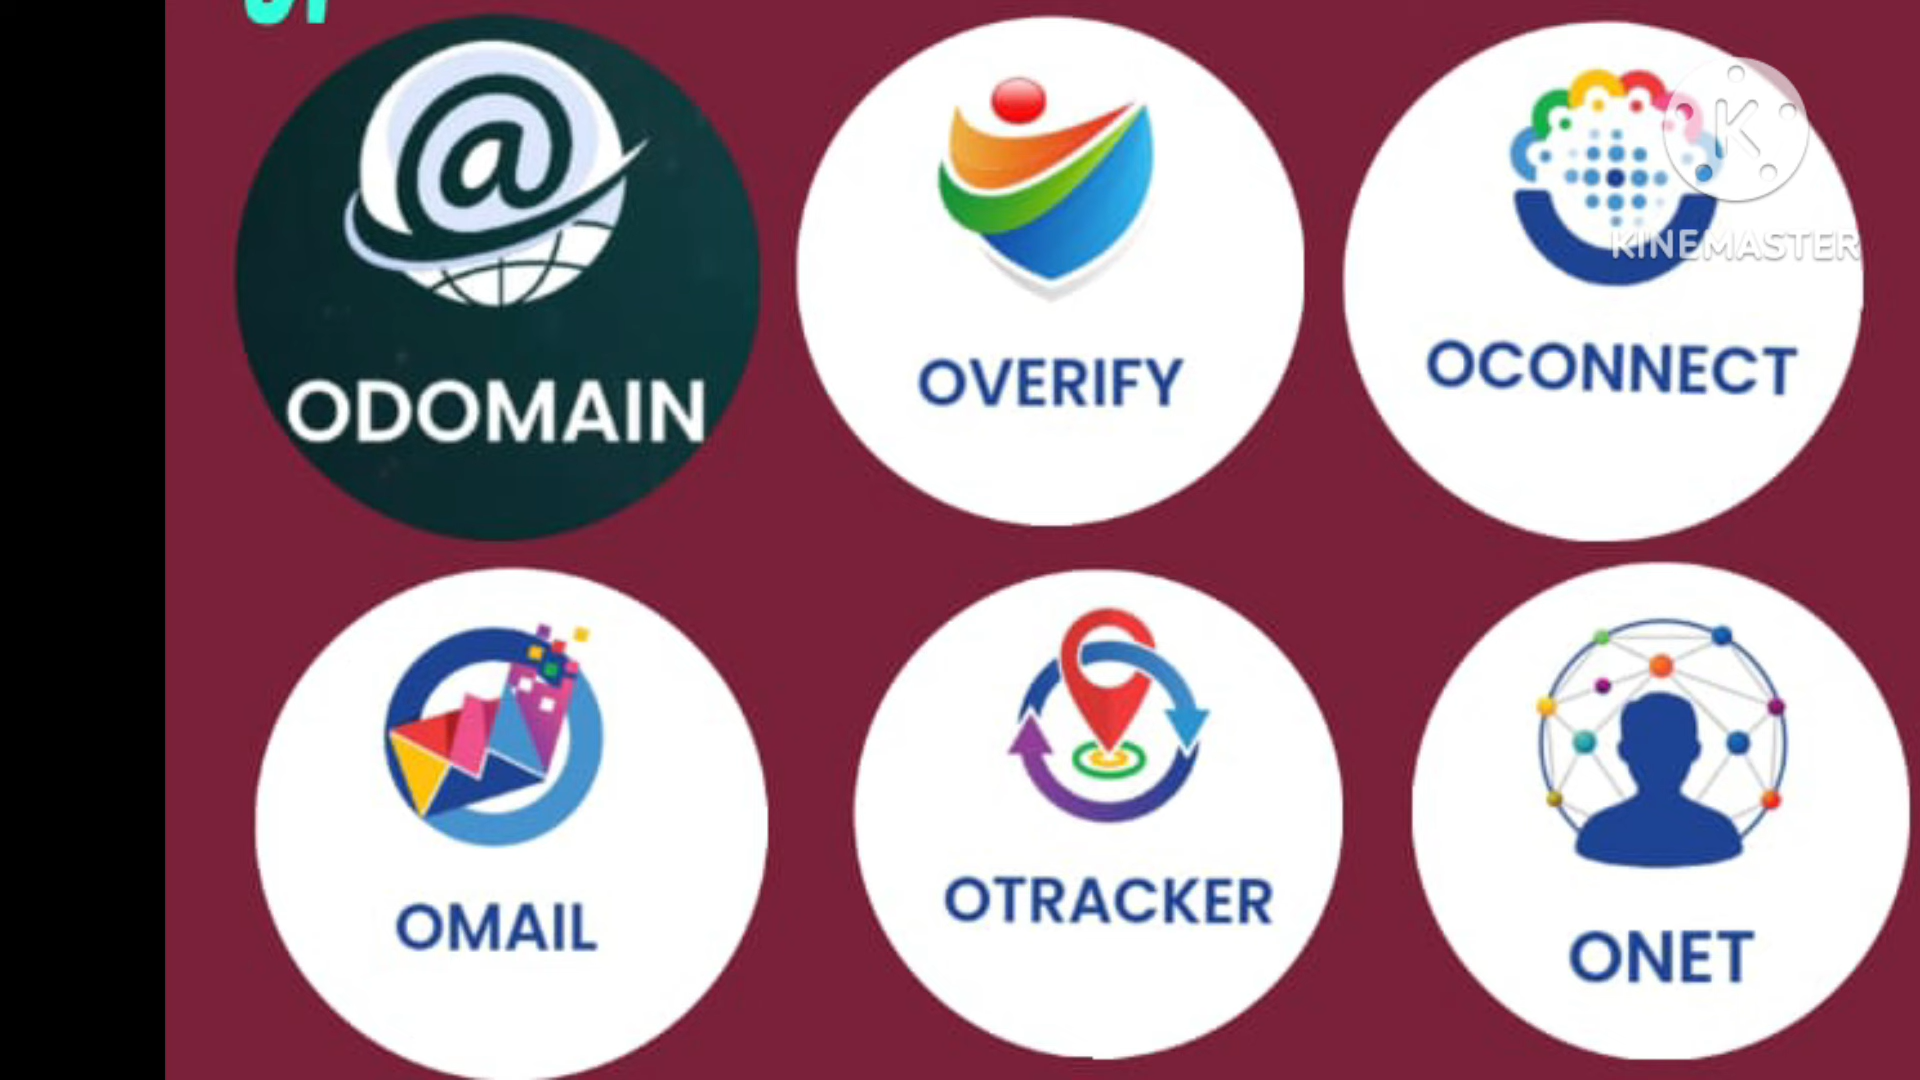 ODOMAIN
OVERIFY
OCONNECT
KINEMASTER
OMAIL
OTRACKER
ONET